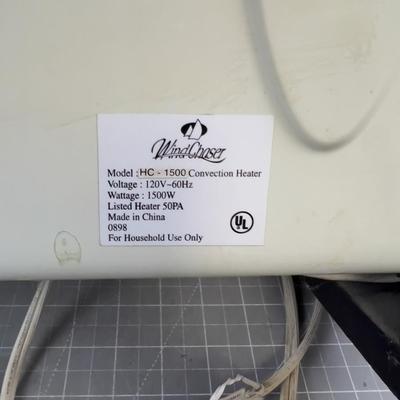 WindChaser
Model : HC - 1500 Convection Heater
Voltage : 120V~60Hz
Wattage : 1500W
Listed Heater 50PA
Made in China
0898
For Household Use Only
UL